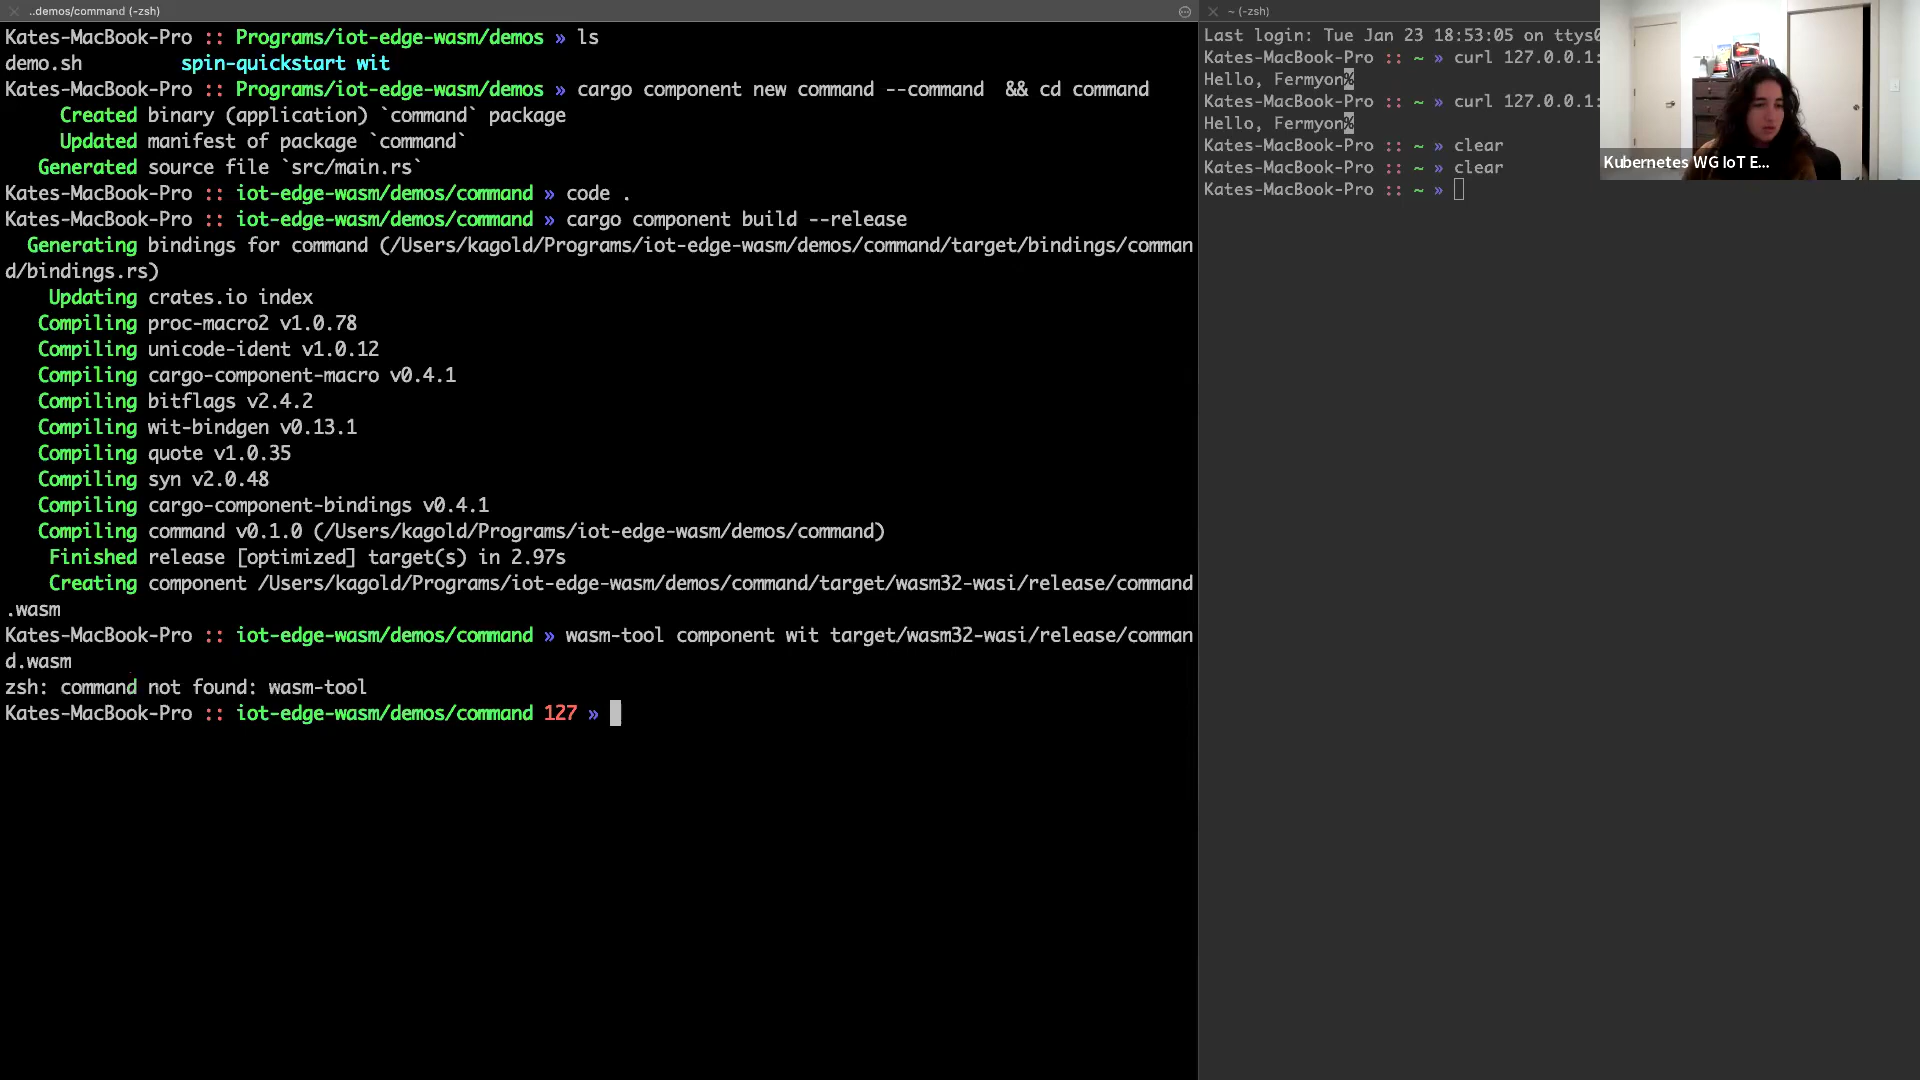 ..demos/command (-zsh)
Kates-MacBook-Pro :: Programs/iot-edge-wasm/demos » ls
demo.sh spin-quickstart wit
Kates-MacBook-Pro :: Programs/iot-edge-wasm/demos » cargo component new command --command && cd command
Created binary (application) `command` package
Updated manifest of package `command`
Generated source file `src/main.rs`
Kates-MacBook-Pro :: iot-edge-wasm/demos/command » code .
Kates-MacBook-Pro :: iot-edge-wasm/demos/command » cargo component build --release
Generating bindings for command (/Users/kagold/Programs/iot-edge-wasm/demos/command/target/bindings/comman
d/bindings.rs)
Updating crates.io index
Compiling proc-macro2 v1.0.78
Compiling unicode-ident v1.0.12
Compiling cargo-component-macro v0.4.1
Compiling bitflags v2.4.2
Compiling wit-bindgen v0.13.1
Compiling quote v1.0.35
Compiling syn v2.0.48
Compiling cargo-component-bindings v0.4.1
Compiling command v0.1.0 (/Users/kagold/Programs/iot-edge-wasm/demos/command)
Finished release [optimized] target(s) in 2.97s
Creating component /Users/kagold/Programs/iot-edge-wasm/demos/command/target/wasm32-wasi/release/command
.wasm
Kates-MacBook-Pro :: iot-edge-wasm/demos/command » wasm-tool component wit target/wasm32-wasi/release/comman
d.wasm
zsh: command not found: wasm-tool
Kates-MacBook-Pro :: iot-edge-wasm/demos/command 127 »
~ (-zsh)
Last login: Tue Jan 23 18:53:05 on ttys0
Kates-MacBook-Pro :: ~ » curl 127.0.0.1:
Hello, Fermyon%
Kates-MacBook-Pro :: ~ » curl 127.0.0.1:
Hello, Fermyon%
Kates-MacBook-Pro :: ~ » clear
Kates-MacBook-Pro :: ~ » clear
Kates-MacBook-Pro :: ~ »
Kubernetes WG IoT E...